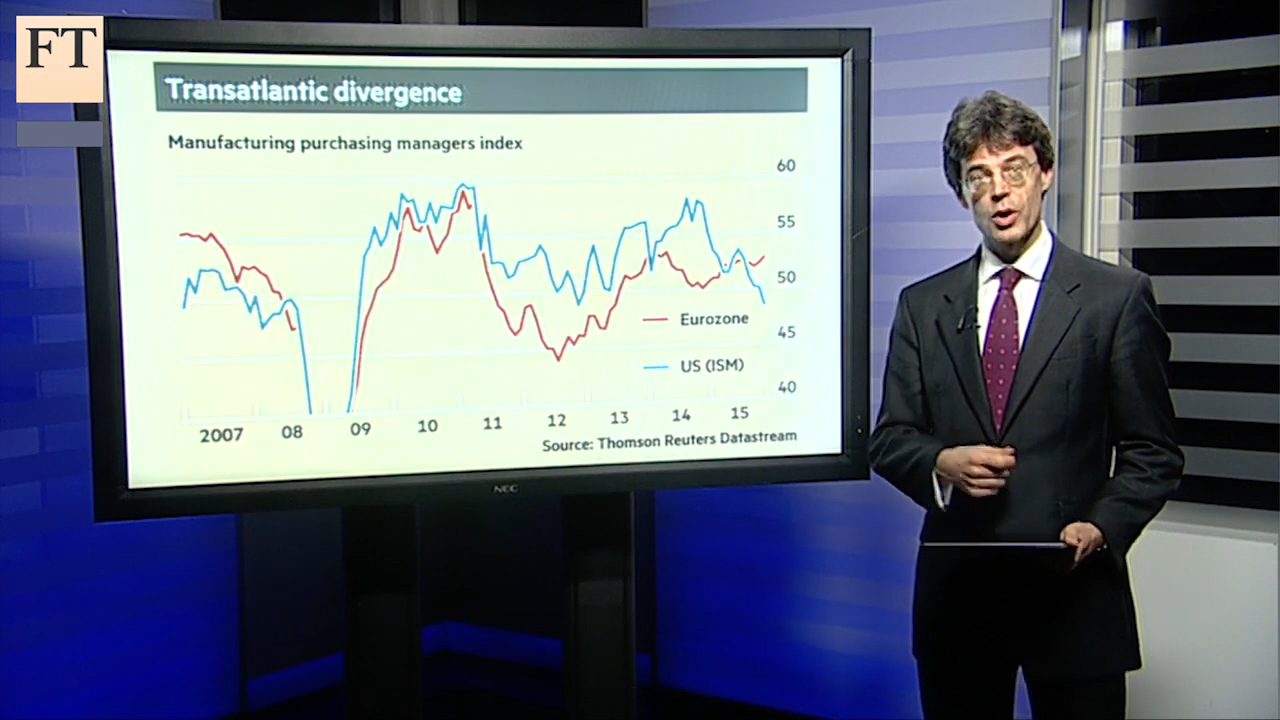 FT
Transatlantic divergence
Manufacturing purchasing managers index
60
55
50
45
40
Eurozone
US (ISM)
2007 08 09 10 11 12 13 14 15
Source: Thomson Reuters Datastream
NEC